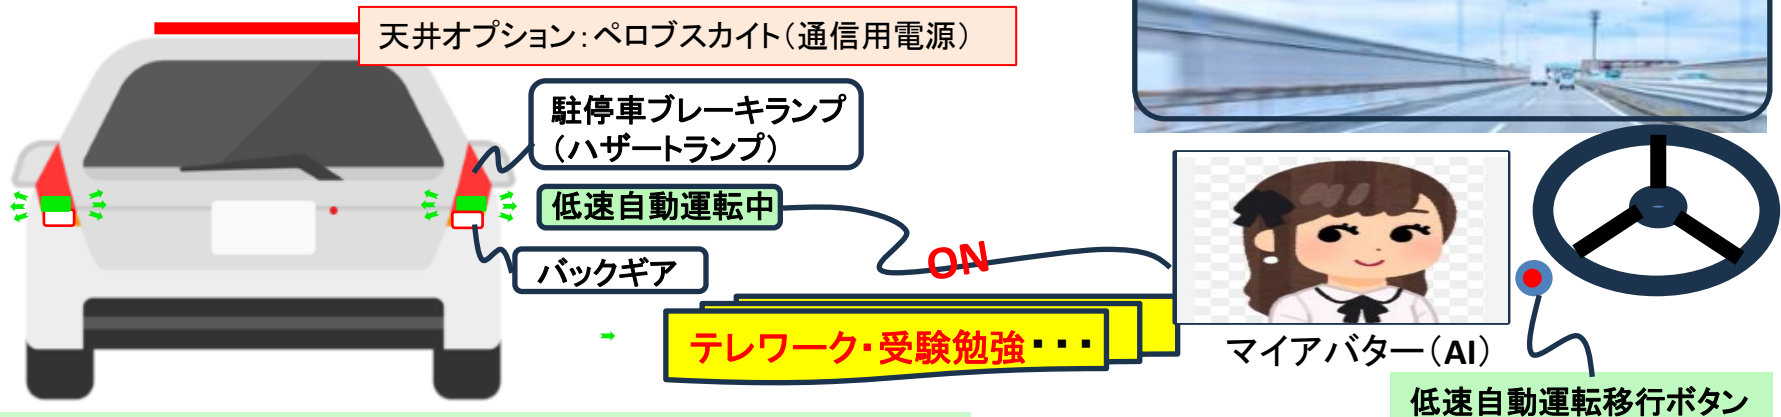 天井オプション：ペロブスカイト（通信用電源）
駐停車ブレーキランプ
（ハザートランプ）
低速自動運転中
バックギア
ON
テレワーク・受験勉強・・・
マイアバター（AI）
低速自動運転移行ボタン